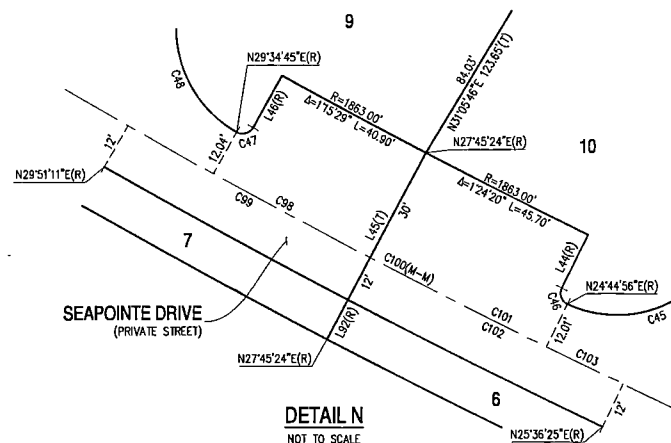 9
N29°34'45"E(R)
C48
84.03'
N31°05'46"E 123.65'(T)
L46(R)
R=1863.00'
Δ=1°15'29" L=40.90'
10
C47
12.04'
N27°45'24"E(R)
12'
N29°51'11"E(R)
R=1863.00'
Δ=1°24'20" L=45.70'
C98
C99
L45(T)
30'
7
L44(R)
C100(M-M)
C46
N24°44'56"E(R)
C45
12'
SEAPOINTE DRIVE
(PRIVATE STREET)
C101
C102
12.01'
C103
L92(R)
N27°45'24"E(R)
12'
6
DETAIL N
NOT TO SCALE
N25°36'25"E(R)